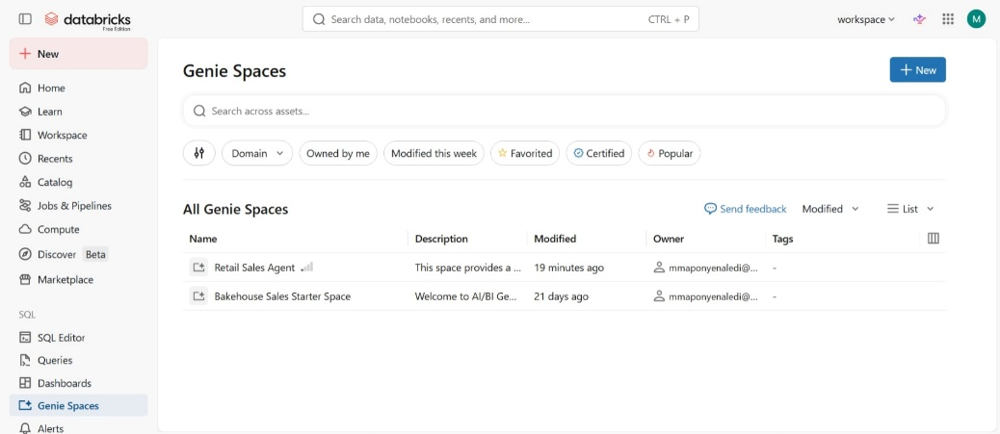 databricks
Free Edition
Search data, notebooks, recents, and more... CTRL + P
workspace
M
New
Home
Learn
Workspace
Recents
Catalog
Jobs & Pipelines
Compute
Discover Beta
Marketplace
SQL
SQL Editor
Queries
Dashboards
Genie Spaces
Alerts
Genie Spaces
New
Search across assets...
Domain Owned by me Modified this week Favorited Certified Popular
All Genie Spaces Send feedback Modified List
Name Description Modified Owner Tags
Retail Sales Agent This space provides a ... 19 minutes ago mmaponyenaledi@... -
Bakehouse Sales Starter Space Welcome to AI/BI Ge... 21 days ago mmaponyenaledi@... -